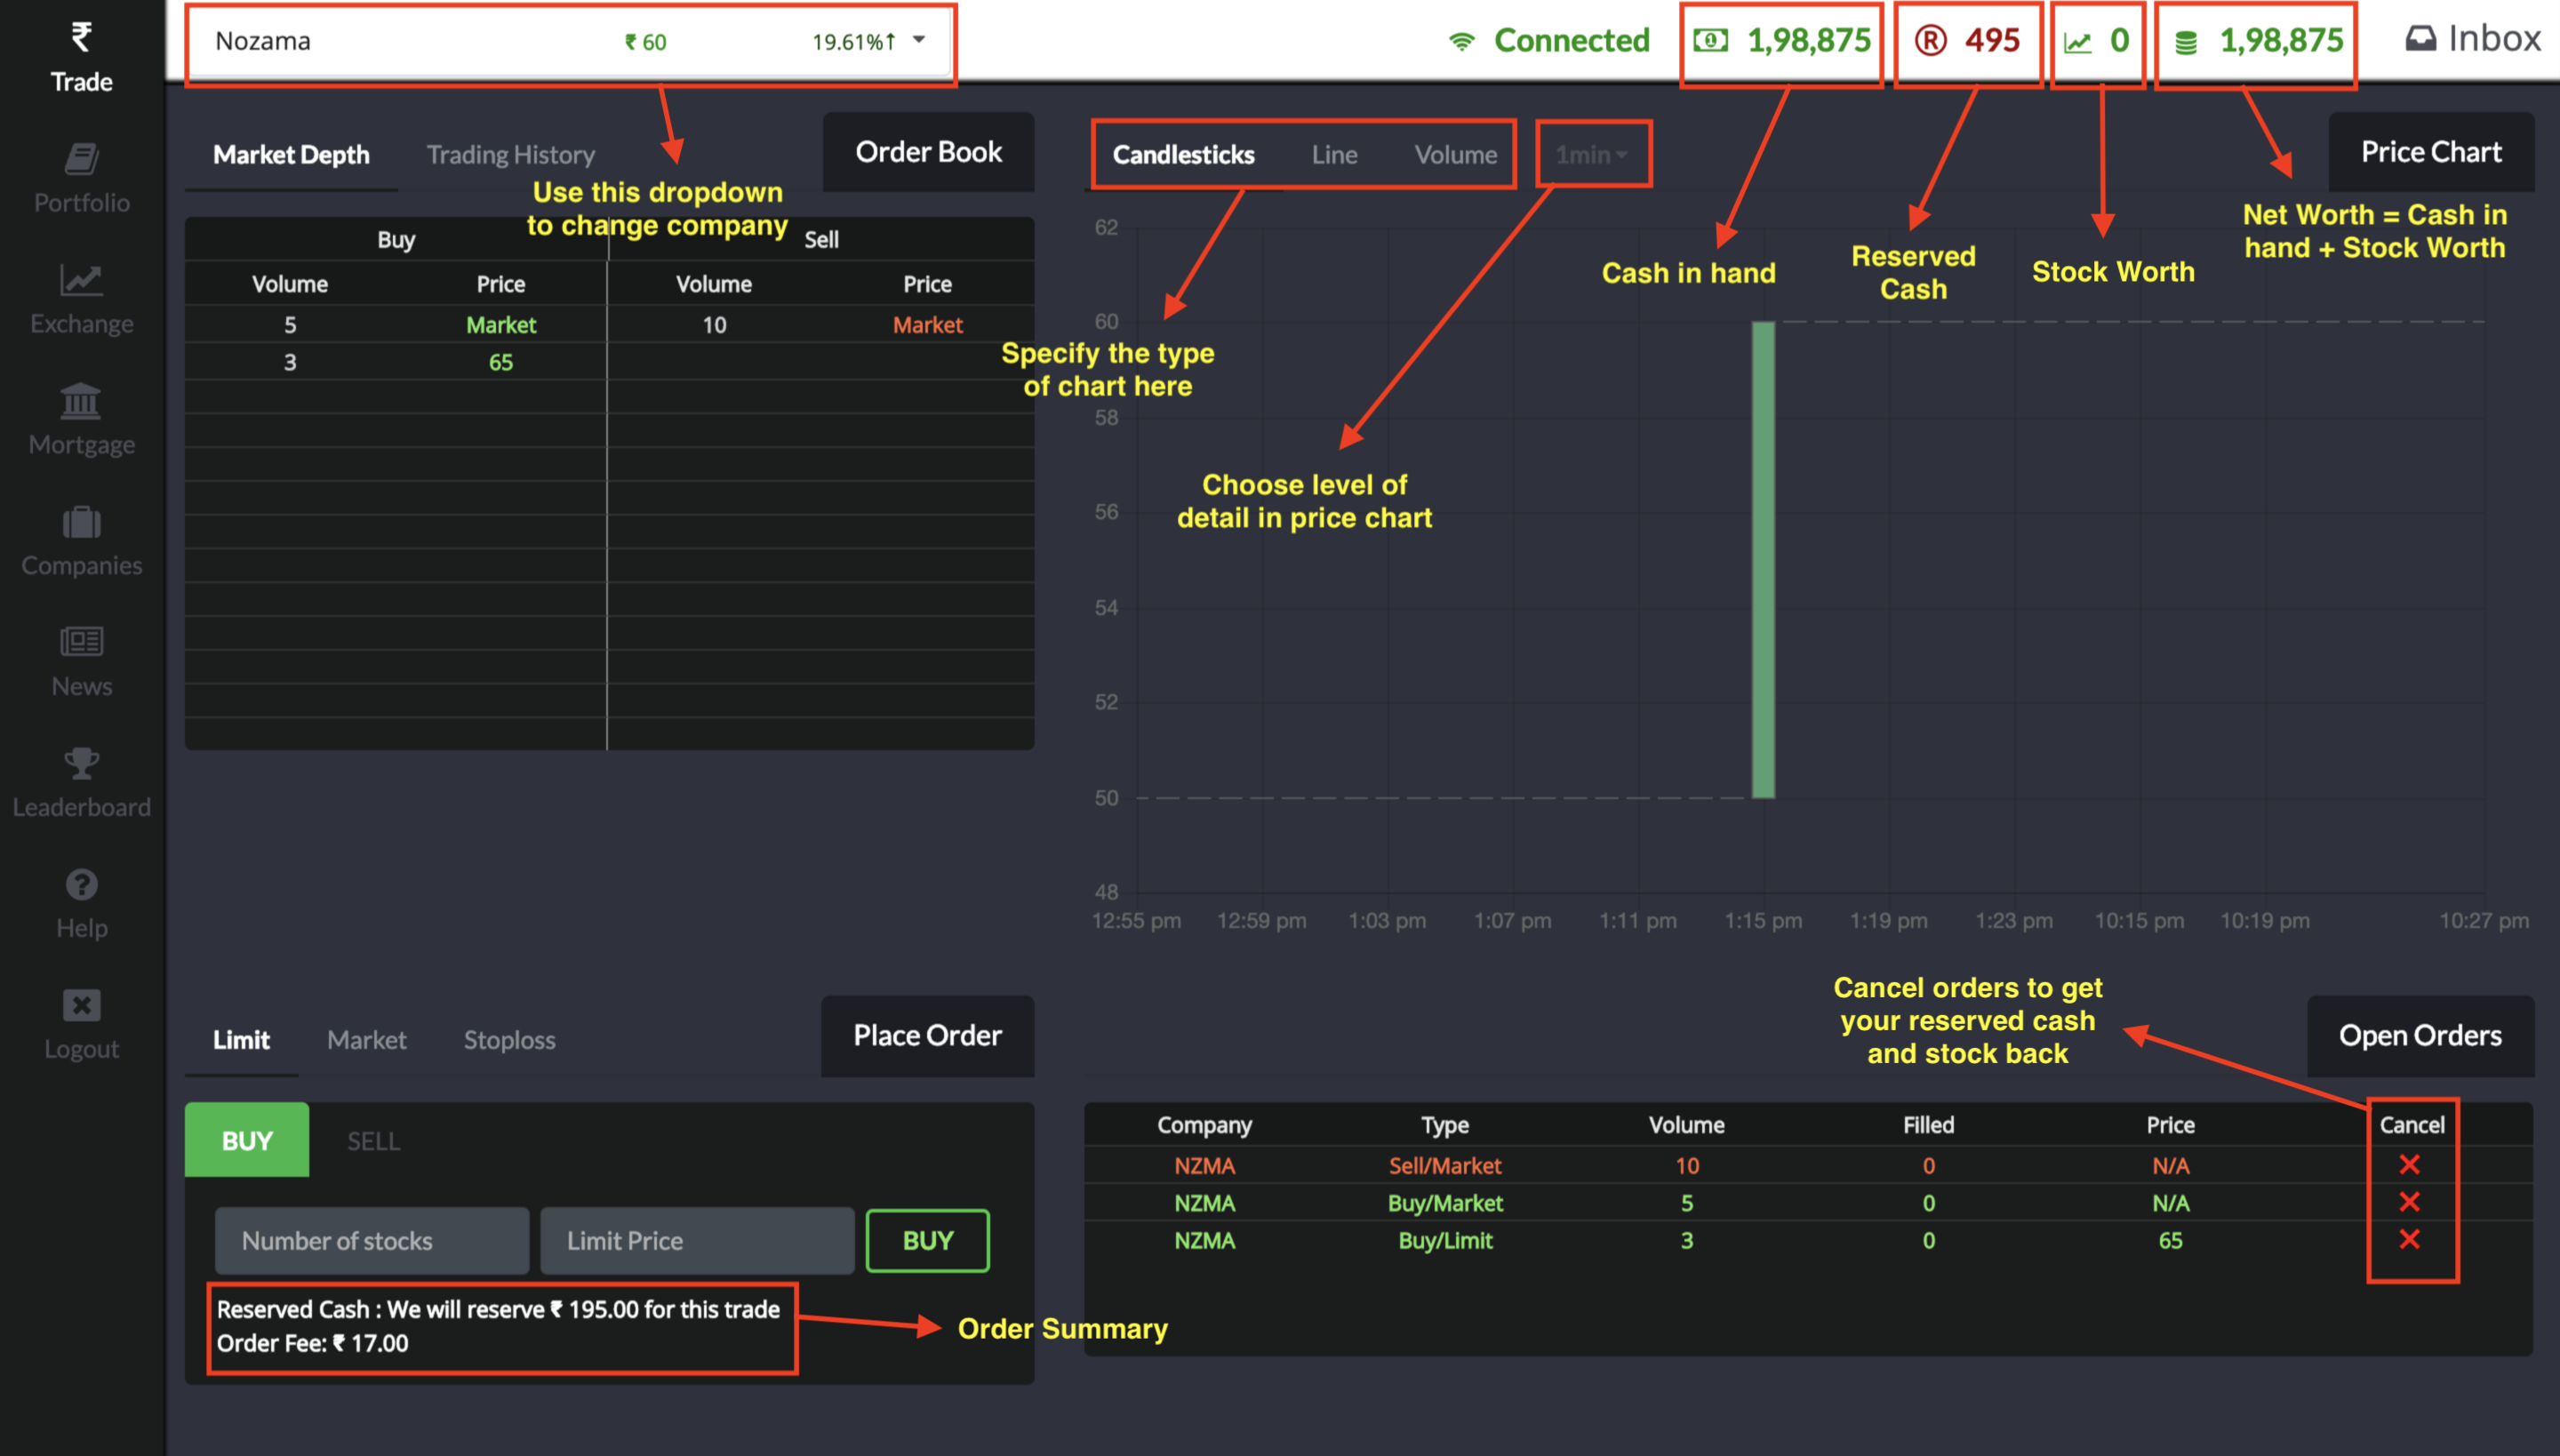 ₹
Trade
Portfolio
Exchange
Mortgage
Companies
News
Leaderboard
Help
Logout
Nozama ₹ 60 19.61%↑
Connected 1,98,875 ® 495 0 1,98,875 Inbox
Market Depth Trading History Order Book
Use this dropdown
to change company
Buy Sell
Volume Price Volume Price
5 Market 10 Market
3 65
Candlesticks Line Volume 1min Price Chart
Cash in hand
Reserved
Cash
Stock Worth
Net Worth = Cash in
hand + Stock Worth
Specify the type
of chart here
Choose level of
detail in price chart
62
60
58
56
54
52
50
48
12:55 pm 12:59 pm 1:03 pm 1:07 pm 1:11 pm 1:15 pm 1:19 pm 1:23 pm 10:15 pm 10:19 pm 10:27 pm
Limit Market Stoploss Place Order
BUY SELL
Number of stocks Limit Price BUY
Reserved Cash : We will reserve ₹ 195.00 for this trade
Order Fee: ₹ 17.00
Order Summary
Cancel orders to get
your reserved cash
and stock back
Open Orders
Company Type Volume Filled Price Cancel
NZMA Sell/Market 10 0 N/A
NZMA Buy/Market 5 0 N/A
NZMA Buy/Limit 3 0 65